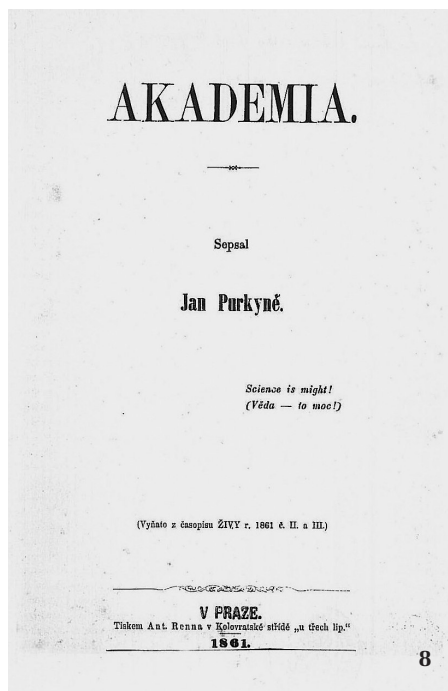 AKADEMIA.
Sepsal
Jan Purkyně.
Science is might!
(Věda — to moc!)
(Vyňato z časopisu ŽIVY r. 1861 č. II. a III.)
V PRAZE.
Tiskem Ant. Renna v Kolovratské střídě „u třech lip.“
1861.
8